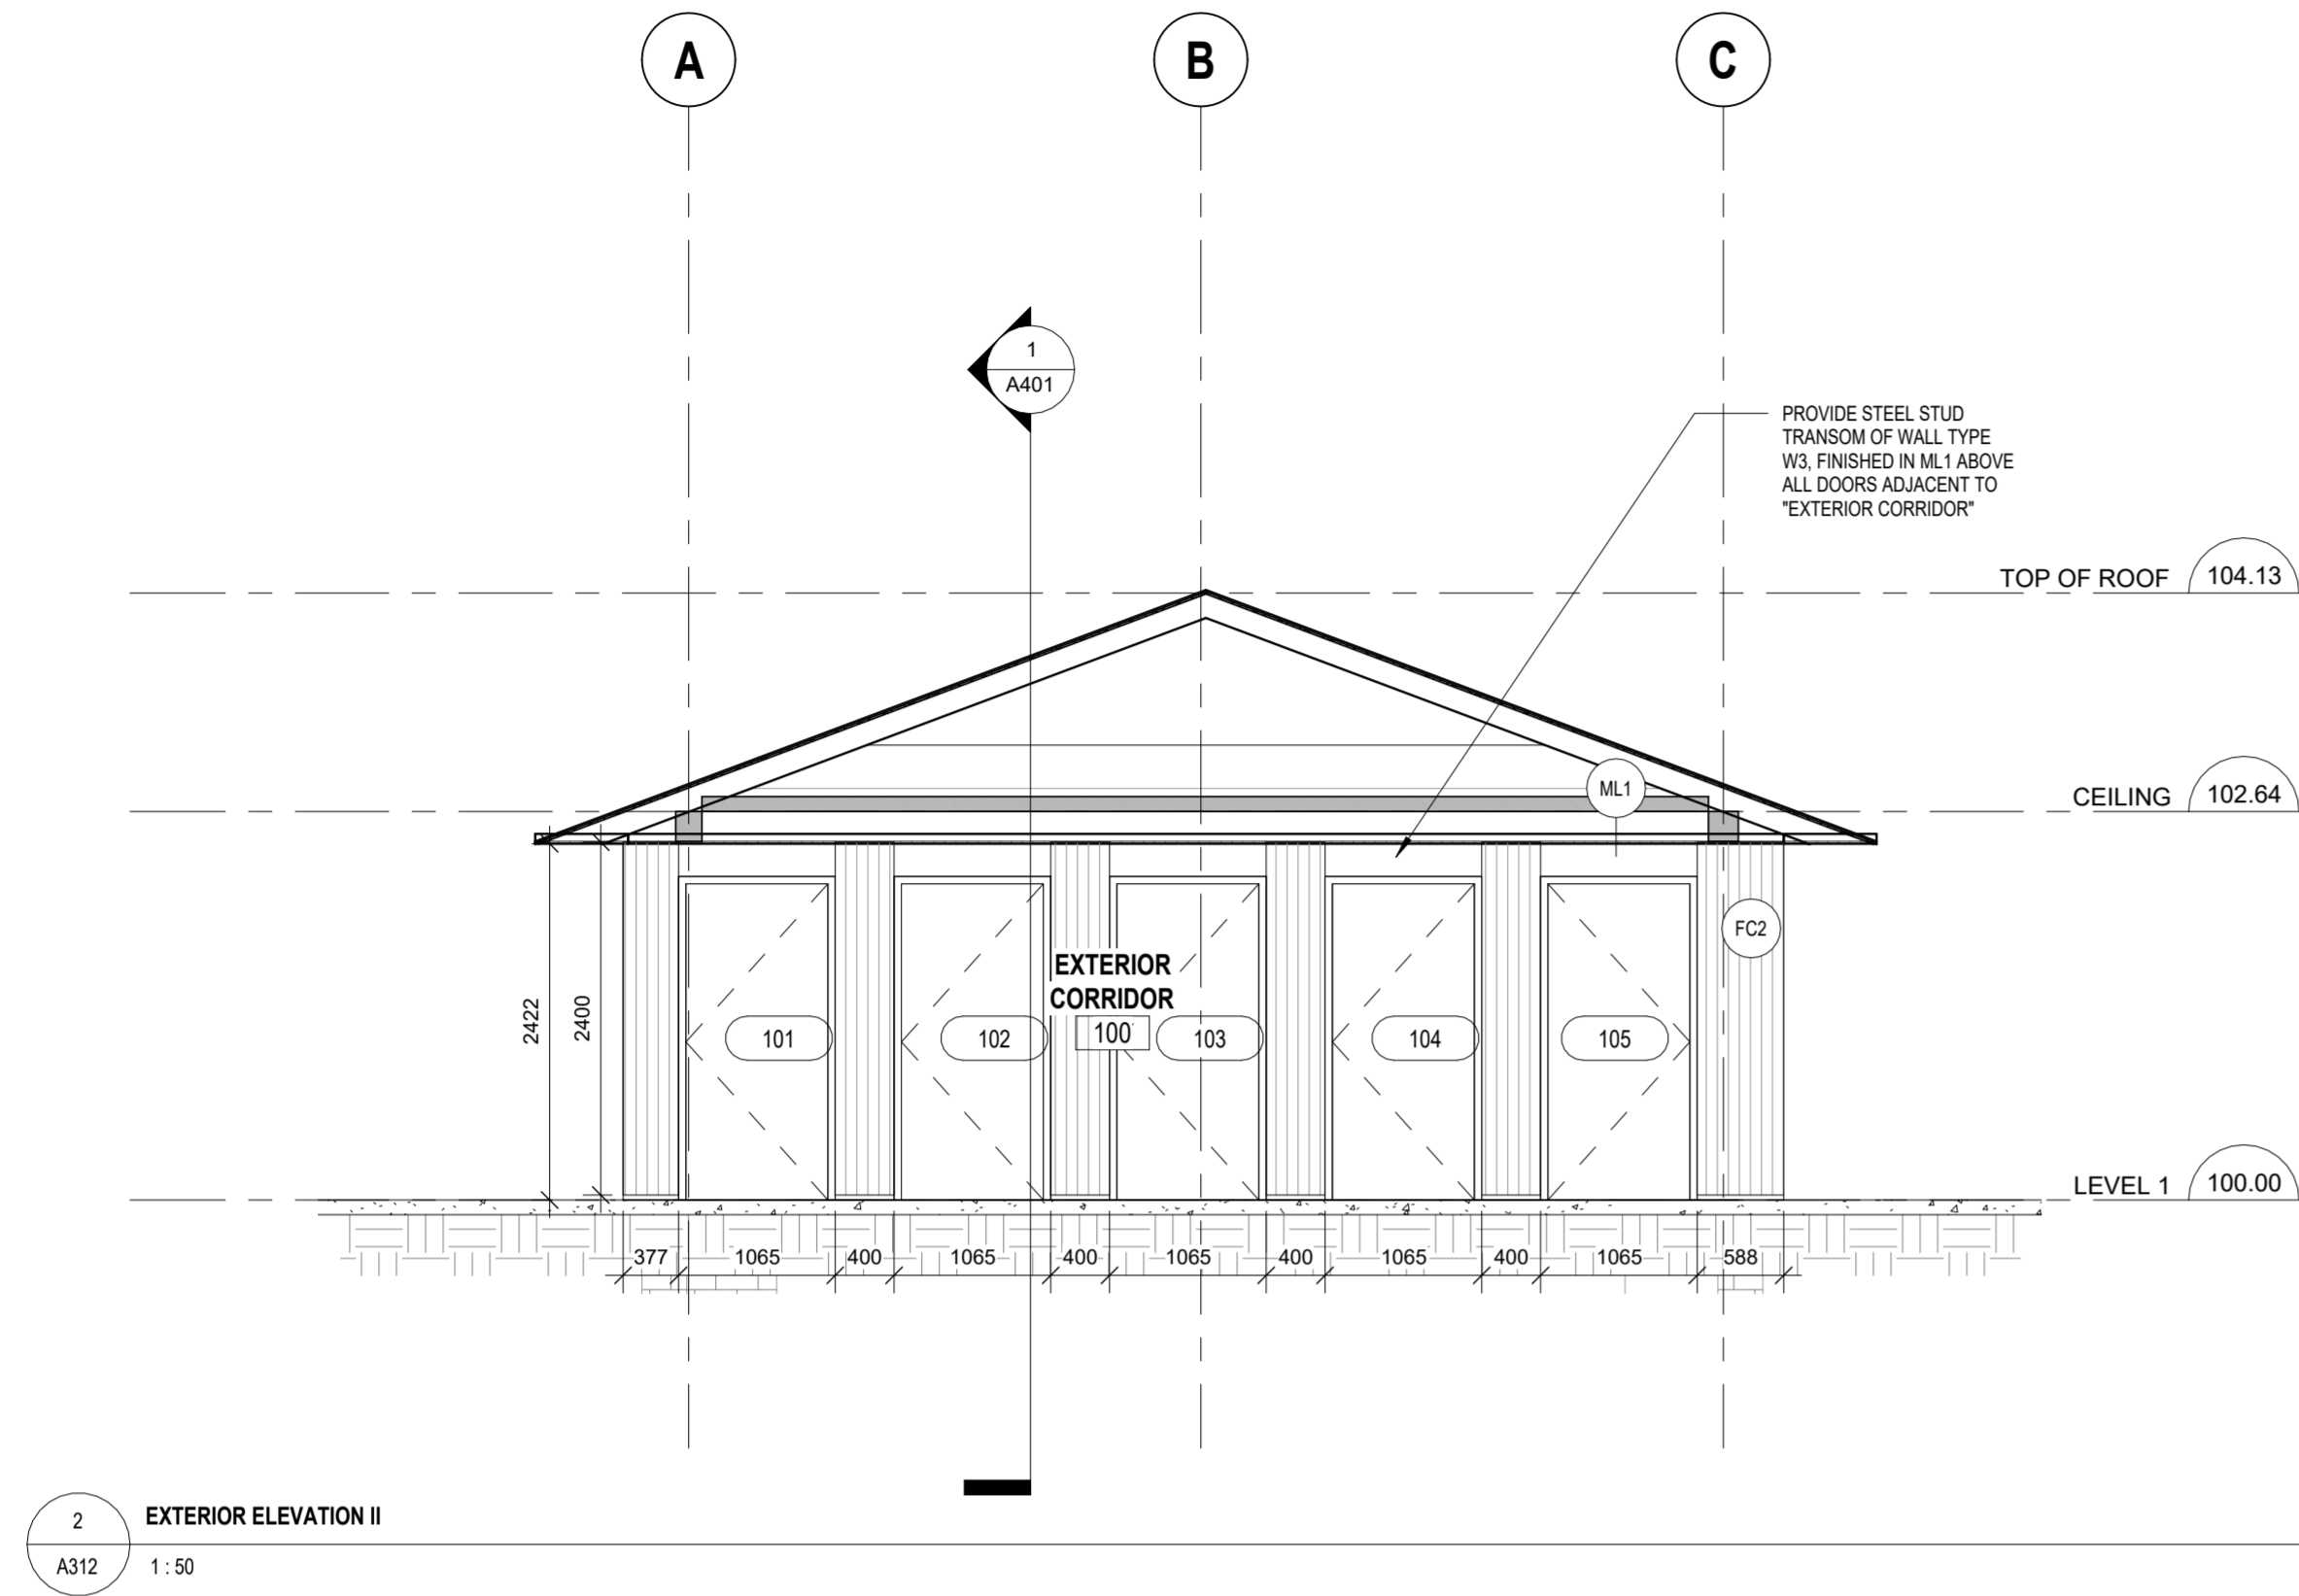 A
B
C
1
A401
PROVIDE STEEL STUD
TRANSOM OF WALL TYPE
W3, FINISHED IN ML1 ABOVE
ALL DOORS ADJACENT TO
"EXTERIOR CORRIDOR"
TOP OF ROOF 104.13
CEILING 102.64
ML1
FC2
EXTERIOR
CORRIDOR
100
2422
2400
101
102
103
104
105
LEVEL 1 100.00
377 1065 400 1065 400 1065 400 1065 400 1065 588
2
A312
EXTERIOR ELEVATION II
1 : 50